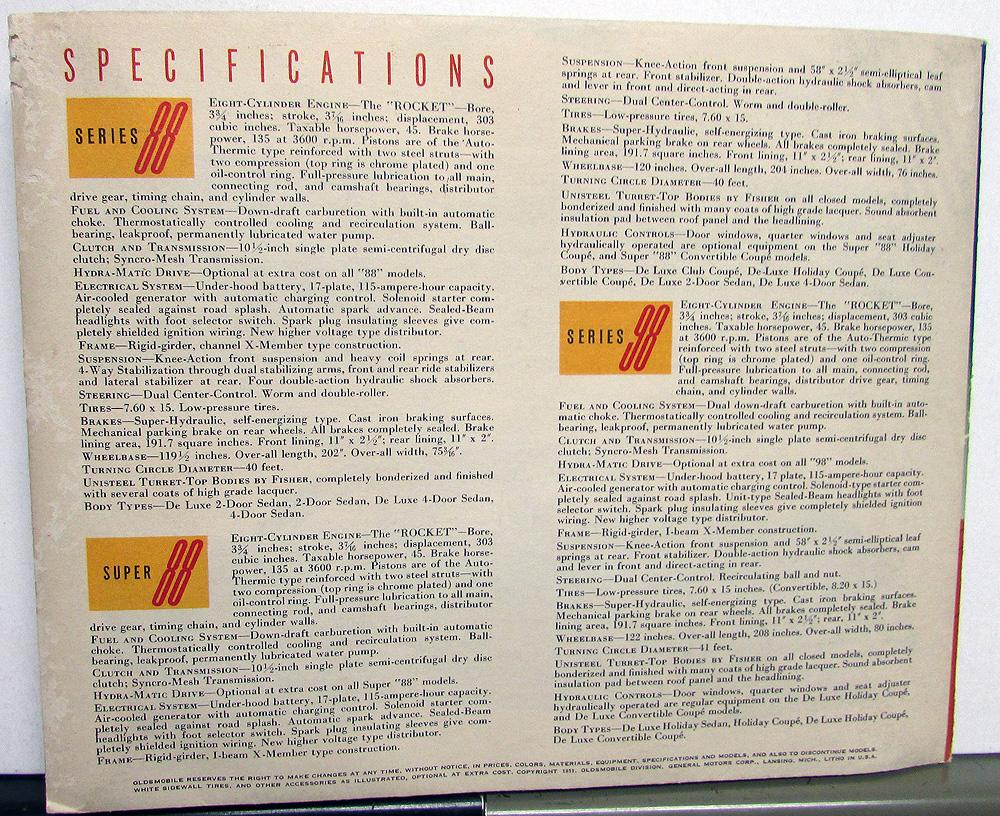 SPECIFICATIONS
SERIES 88
EIGHT-CYLINDER ENGINE—The "ROCKET"—Bore,
3¾ inches; stroke, 3 7/16 inches; displacement, 303
cubic inches. Taxable horsepower, 45. Brake horse-
power, 135 at 3600 r.p.m. Pistons are of the Auto-
Thermic type reinforced with two steel struts—with
two compression (top ring is chrome plated) and one
oil-control ring. Full-pressure lubrication to all main,
connecting rod, and camshaft bearings, distributor
drive gear, timing chain, and cylinder walls.
FUEL AND COOLING SYSTEM—Down-draft carburetion with built-in automatic
choke. Thermostatically controlled cooling and recirculation system. Ball-
bearing, leakproof, permanently lubricated water pump.
CLUTCH AND TRANSMISSION—10½-inch single plate semi-centrifugal dry disc
clutch; Syncro-Mesh Transmission.
HYDRA-MATIC DRIVE—Optional at extra cost on all "88" models.
ELECTRICAL SYSTEM—Under-hood battery, 17-plate, 115-ampere-hour capacity.
Air-cooled generator with automatic charging control. Solenoid starter com-
pletely sealed against road splash. Automatic spark advance. Sealed-Beam
headlights with foot selector switch. Spark plug insulating sleeves give com-
pletely shielded ignition wiring. New higher voltage type distributor.
FRAME—Rigid-girder, channel X-Member type construction.
SUSPENSION—Knee-Action front suspension and heavy coil springs at rear.
4-Way Stabilization through dual stabilizing arms, front and rear ride stabilizers
and lateral stabilizer at rear. Four double-action hydraulic shock absorbers.
STEERING—Dual Center-Control. Worm and double-roller.
TIRES—7.60 x 15. Low-pressure tires.
BRAKES—Super-Hydraulic, self-energizing type. Cast iron braking surfaces.
Mechanical parking brake on rear wheels. All brakes completely sealed. Brake
lining area, 191.7 square inches. Front lining, 11" x 2½"; rear lining, 11" x 2".
WHEELBASE—119½ inches. Over-all length, 202". Over-all width,
TURNING CIRCLE DIAMETER—40 feet.
UNISTEEL TURRET-TOP BODIES BY FISHER, completely bonderized and finished
with several coats of high grade lacquer.
BODY TYPES—De Luxe 2-Door Sedan, 2-Door Sedan, De Luxe 4-Door Sedan,
4-Door Sedan.
SUPER 88
EIGHT-CYLINDER ENGINE—The "ROCKET"—Bore,
3¾ inches; stroke, 3 7/16 inches; displacement, 303
cubic inches. Taxable horsepower, 45. Brake horse-
power, 135 at 3600 r.p.m. Pistons are of the Auto-
Thermic type reinforced with two steel struts—with
two compression (top ring is chrome plated) and one
oil-control ring. Full-pressure lubrication to all main,
connecting rod, and camshaft bearings, distributor
drive gear, timing chain, and cylinder walls.
FUEL AND COOLING SYSTEM—Down-draft carburetion with built-in automatic
choke. Thermostatically controlled cooling and recirculation system. Ball-
bearing, leakproof, permanently lubricated water pump.
CLUTCH AND TRANSMISSION—10½-inch single plate semi-centrifugal dry disc
clutch; Syncro-Mesh Transmission.
HYDRA-MATIC DRIVE—Optional at extra cost on all Super "88" models.
ELECTRICAL SYSTEM—Under-hood battery, 17-plate, 115-ampere-hour capacity.
Air-cooled generator with automatic charging control. Solenoid starter com-
pletely sealed against road splash. Automatic spark advance. Sealed-Beam
headlights with foot selector switch. Spark plug insulating sleeves give com-
pletely shielded ignition wiring. New higher voltage type distributor.
FRAME—Rigid-girder, I-beam X-Member type construction.
SUSPENSION—Knee-Action front suspension and 58" x 2½" semi-elliptical leaf
springs at rear. Front stabilizer. Double-action hydraulic shock absorbers, cam
and lever in front and direct-acting in rear.
STEERING—Dual Center-Control. Worm and double-roller.
TIRES—Low-pressure tires, 7.60 x 15.
BRAKES—Super-Hydraulic, self-energizing type. Cast iron braking surfaces.
Mechanical parking brake on rear wheels. All brakes completely sealed. Brake
lining area, 191.7 square inches. Front lining, 11" x 2½"; rear lining, 11" x 2".
WHEELBASE—120 inches. Over-all length, 204 inches. Over-all width, 76 inches.
TURNING CIRCLE DIAMETER—40 feet.
UNISTEEL TURRET-TOP BODIES BY FISHER on all closed models, completely
bonderized and finished with many coats of high grade lacquer. Sound absorbent
insulation pad between roof panel and the headlining.
HYDRAULIC CONTROLS—Door windows, quarter windows and seat adjuster
hydraulically operated are optional equipment on the Super "88" Holiday
Coupé, and Super "88" Convertible Coupé models.
BODY TYPES—De Luxe Club Coupé, De-Luxe Holiday Coupé, De Luxe Con-
vertible Coupé, De Luxe 2-Door Sedan, De Luxe 4-Door Sedan.
SERIES 98
EIGHT-CYLINDER ENGINE—The "ROCKET"—Bore,
3¾ inches; stroke, 3 7/16 inches; displacement, 303 cubic
inches. Taxable horsepower, 45. Brake horsepower, 135
at 3600 r.p.m. Pistons are of the Auto-Thermic type
reinforced with two steel struts—with two compression
(top ring is chrome plated) and one oil-control ring.
Full-pressure lubrication to all main, connecting rod,
and camshaft bearings, distributor drive gear, timing
chain, and cylinder walls.
FUEL AND COOLING SYSTEM—Dual down-draft carburetion with built-in auto-
matic choke. Thermostatically controlled cooling and recirculation system. Ball-
bearing, leakproof, permanently lubricated water pump.
CLUTCH AND TRANSMISSION—10½-inch single plate semi-centrifugal dry disc
clutch; Syncro-Mesh Transmission.
HYDRA-MATIC DRIVE—Optional at extra cost on all "98" models.
ELECTRICAL SYSTEM—Under-hood battery, 17 plate, 115-ampere-hour capacity.
Air-cooled generator with automatic charging control. Solenoid-type starter com-
pletely sealed against road splash. Unit-type Sealed-Beam headlights with foot
selector switch. Spark plug insulating sleeves give completely shielded ignition
wiring. New higher voltage type distributor.
FRAME—Rigid-girder, I-beam X-Member construction.
SUSPENSION—Knee-Action front suspension and 58" x 2½" semi-elliptical leaf
springs at rear. Front stabilizer. Double-action hydraulic shock absorbers, cam
and lever in front and direct-acting in rear.
STEERING—Dual Center-Control. Recirculating ball and nut.
TIRES—Low-pressure tires, 7.60 x 15 inches. (Convertible, 8.20 x 15.)
BRAKES—Super-Hydraulic, self-energizing type. Cast iron braking surfaces.
Mechanical parking brake on rear wheels. All brakes completely sealed. Brake
lining area, 191.7 square inches. Front lining, 11" x 2½"; rear, 11" x 2".
WHEELBASE—122 inches. Over-all length, 208 inches. Over-all width, 80 inches.
TURNING CIRCLE DIAMETER—41 feet.
UNISTEEL TURRET-TOP BODIES BY FISHER on all closed models, completely
bonderized and finished with many coats of high grade lacquer. Sound absorbent
insulation pad between roof panel and the headlining.
HYDRAULIC CONTROLS—Door windows, quarter windows and seat adjuster
hydraulically operated are regular equipment on the De Luxe Holiday Coupé,
and De Luxe Convertible Coupé models.
BODY TYPES—De Luxe Holiday Sedan, Holiday Coupé, De Luxe Holiday Coupé,
De Luxe Convertible Coupé.
OLDSMOBILE RESERVES THE RIGHT TO MAKE CHANGES AT ANY TIME, WITHOUT NOTICE, IN PRICES, COLORS, MATERIALS, EQUIPMENT, SPECIFICATIONS AND MODELS, AND ALSO TO DISCONTINUE MODELS.
WHITE SIDEWALL TIRES, AND OTHER ACCESSORIES AS ILLUSTRATED, OPTIONAL AT EXTRA COST. COPYRIGHT 1951, OLDSMOBILE DIVISION, GENERAL MOTORS CORP., LANSING, MICH., LITHO IN U.S.A.